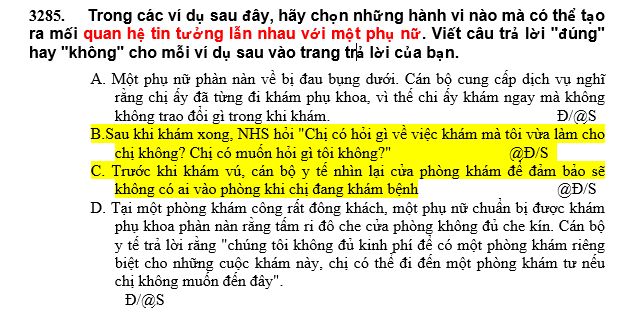 3285. Trong các ví dụ sau đây, hãy chọn những hành vi nào mà có thể tạo
ra mối quan hệ tin tưởng lẫn nhau với một phụ nữ. Viết câu trả lời "đúng"
hay "không" cho mỗi ví dụ sau vào trang trả lời của bạn.
A. Một phụ nữ phàn nàn về bị đau bụng dưới. Cán bộ cung cấp dịch vụ nghĩ
rằng chị ấy đã từng đi khám phụ khoa, vì thế chi ấy khám ngay mà không
không trao đổi gì trong khi khám. Đ/@S
B.Sau khi khám xong, NHS hỏi "Chị có hỏi gì về việc khám mà tôi vừa làm cho
chị không? Chị có muốn hỏi gì tôi không?" @Đ/S
C. Trước khi khám vú, cán bộ y tế nhìn lại cửa phòng khám để đảm bảo sẽ
không có ai vào phòng khi chị đang khám bệnh @Đ/S
D. Tại một phòng khám công rất đông khách, một phụ nữ chuẩn bị được khám
phụ khoa phàn nàn rằng tấm ri đô che cửa phòng không đủ che kín. Cán bộ
y tế trả lời rằng "chúng tôi không đủ kinh phí để có một phòng khám riêng
biệt cho những cuộc khám này, chị có thể đi đến một phòng khám tư nếu
chị không muốn đến đây".
Đ/@S